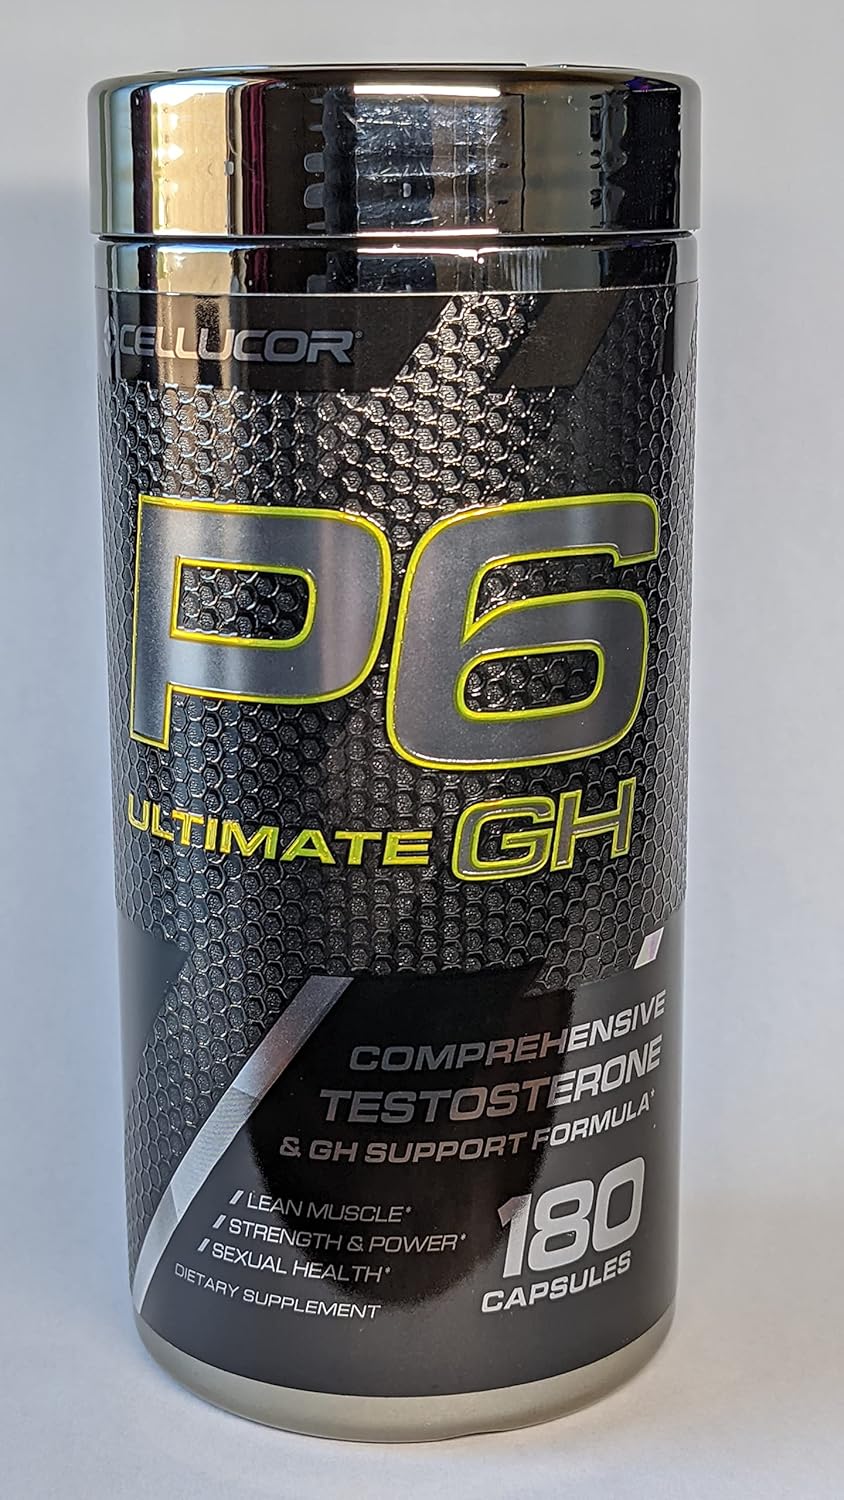 CELLUCOR®
P6
ULTIMATE GH
COMPREHENSIVE
TESTOSTERONE
& GH SUPPORT FORMULA*
/ LEAN MUSCLE*
/ STRENGTH & POWER*
/ SEXUAL HEALTH*
DIETARY SUPPLEMENT
180
CAPSULES